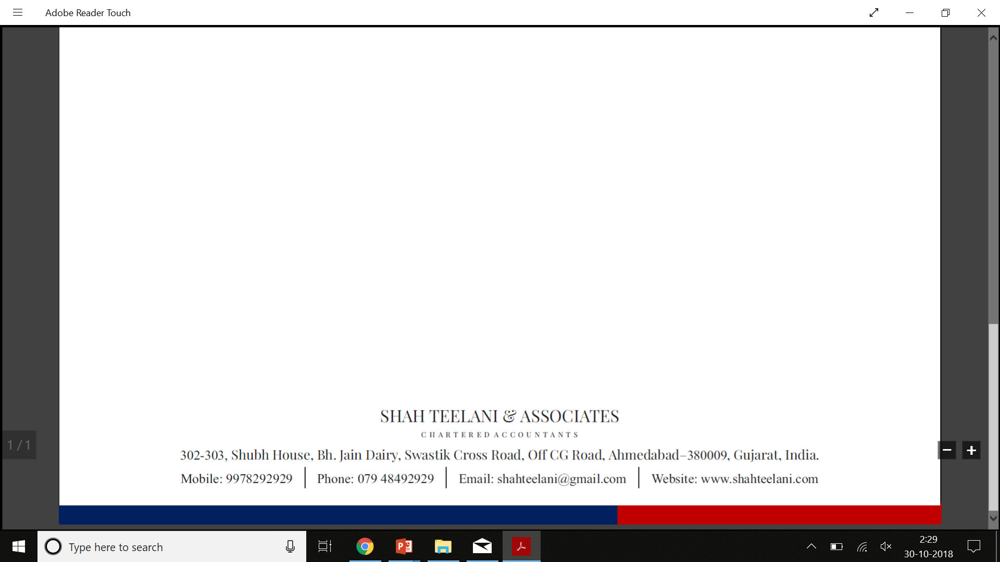 Adobe Reader Touch
SHAH TEELANI & ASSOCIATES
CHARTERED ACCOUNTANTS
1 / 1
302-303, Shubh House, Bh. Jain Dairy, Swastik Cross Road, Off CG Road, Ahmedabad–380009, Gujarat, India.
Mobile: 9978292929 | Phone: 079 48492929 | Email: shahteelani@gmail.com | Website: www.shahteelani.com
Type here to search
2:29
30-10-2018